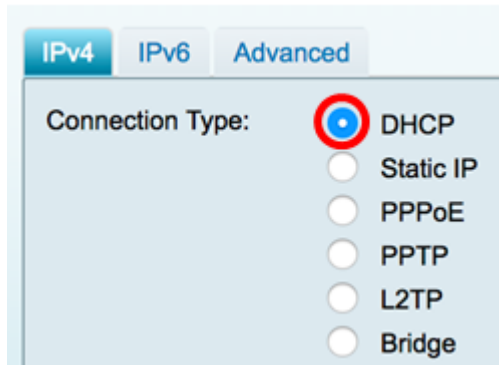 IPv4 IPv6 Advanced
Connection Type: DHCP
Static IP
PPPoE
PPTP
L2TP
Bridge